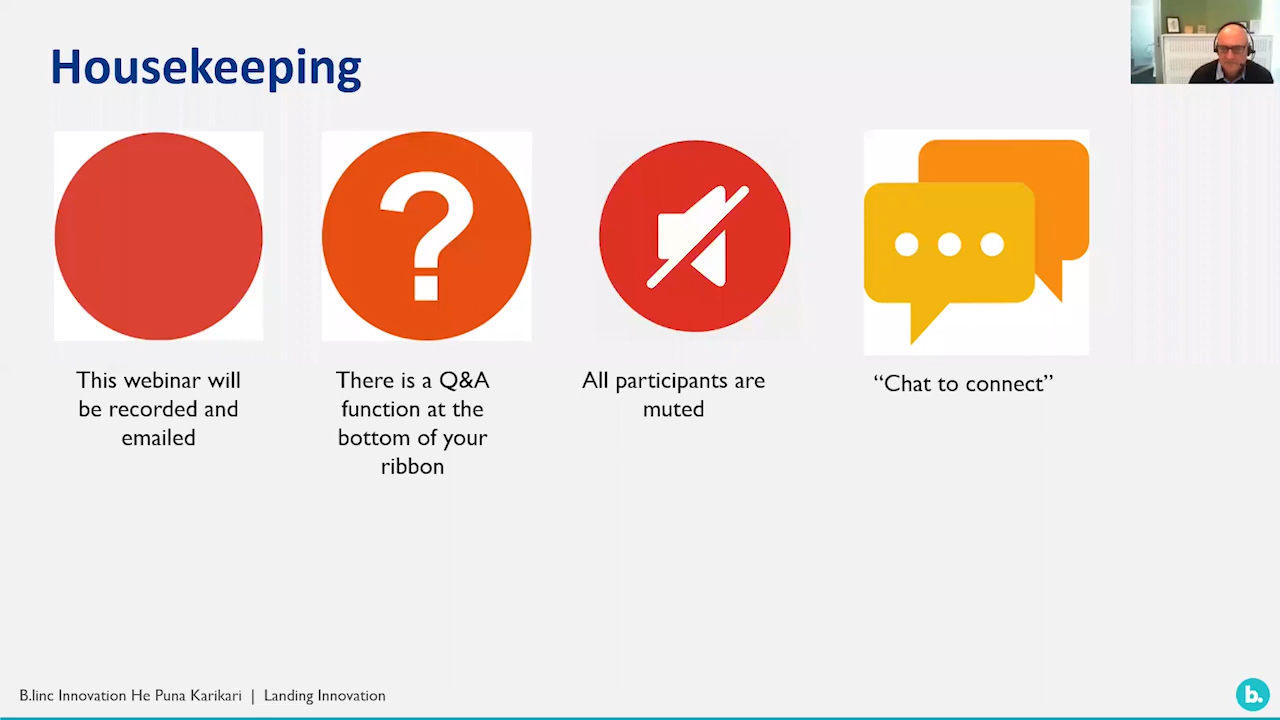 Housekeeping
?
This webinar will
be recorded and
emailed
There is a Q&A
function at the
bottom of your
ribbon
All participants are
muted
“Chat to connect”
B.linc Innovation He Puna Karikari | Landing Innovation
b.